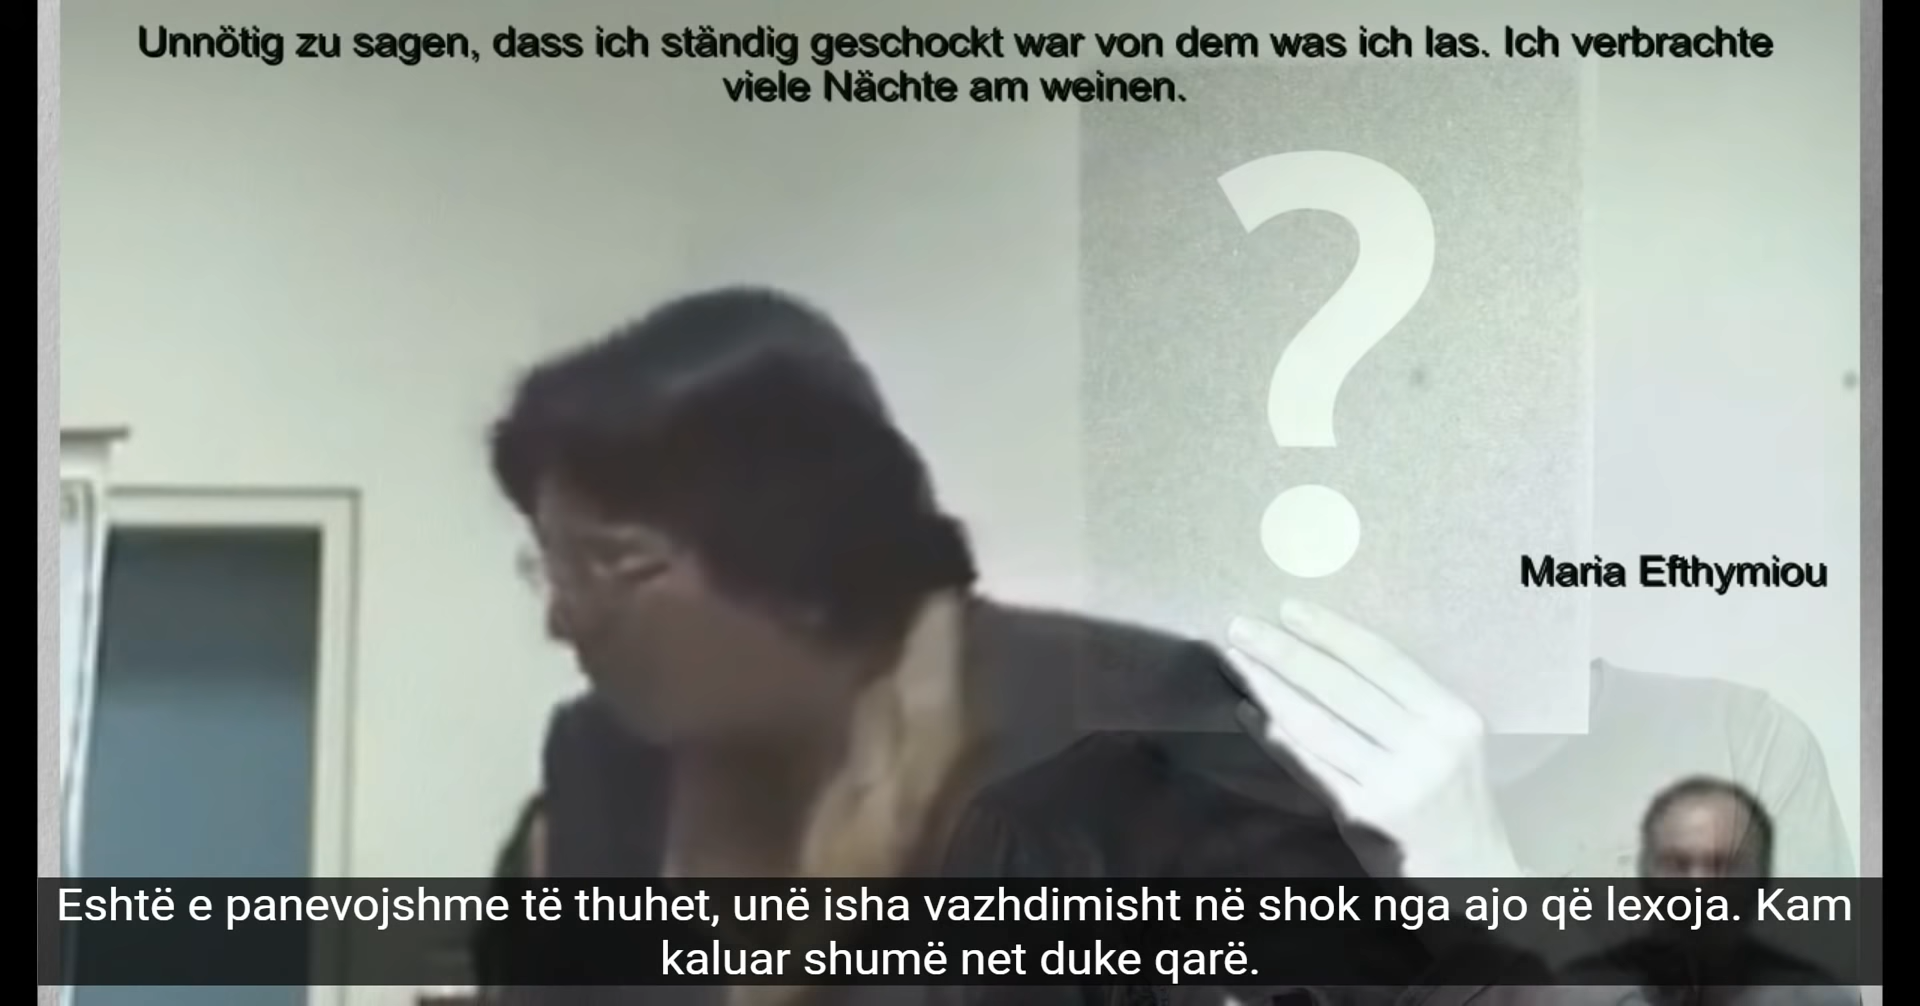 Unnötig zu sagen, dass ich ständig geschockt war von dem was ich las. Ich verbrachte
viele Nächte am weinen.
?
Maria Efthymiou
Eshtë e panevojshme të thuhet, unë isha vazhdimisht në shok nga ajo që lexoja. Kam
kaluar shumë net duke qarë.